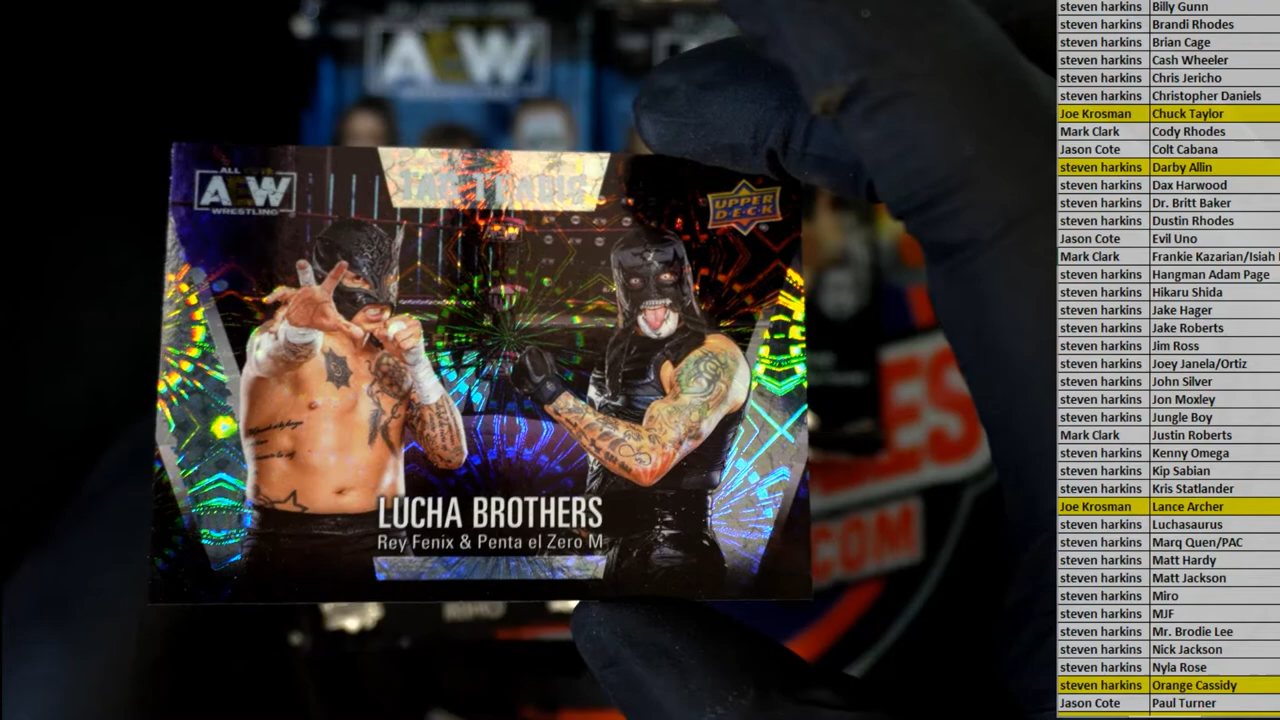 AEW
ALL ELITE
AEW
WRESTLING
TAG TEAMS
UPPER
D·E·C·K
LUCHA BROTHERS
Rey Fenix & Penta el Zero M
ES
.COM
steven harkins Billy Gunn
steven harkins Brandi Rhodes
steven harkins Brian Cage
steven harkins Cash Wheeler
steven harkins Chris Jericho
steven harkins Christopher Daniels
Joe Krosman Chuck Taylor
Mark Clark Cody Rhodes
Jason Cote Colt Cabana
steven harkins Darby Allin
steven harkins Dax Harwood
steven harkins Dr. Britt Baker
steven harkins Dustin Rhodes
Jason Cote Evil Uno
Mark Clark Frankie Kazarian/Isiah
steven harkins Hangman Adam Page
steven harkins Hikaru Shida
steven harkins Jake Hager
steven harkins Jake Roberts
steven harkins Jim Ross
steven harkins Joey Janela/Ortiz
steven harkins John Silver
steven harkins Jon Moxley
steven harkins Jungle Boy
Mark Clark Justin Roberts
steven harkins Kenny Omega
steven harkins Kip Sabian
steven harkins Kris Statlander
Joe Krosman Lance Archer
steven harkins Luchasaurus
steven harkins Marq Quen/PAC
steven harkins Matt Hardy
steven harkins Matt Jackson
steven harkins Miro
steven harkins MJF
steven harkins Mr. Brodie Lee
steven harkins Nick Jackson
steven harkins Nyla Rose
steven harkins Orange Cassidy
Jason Cote Paul Turner